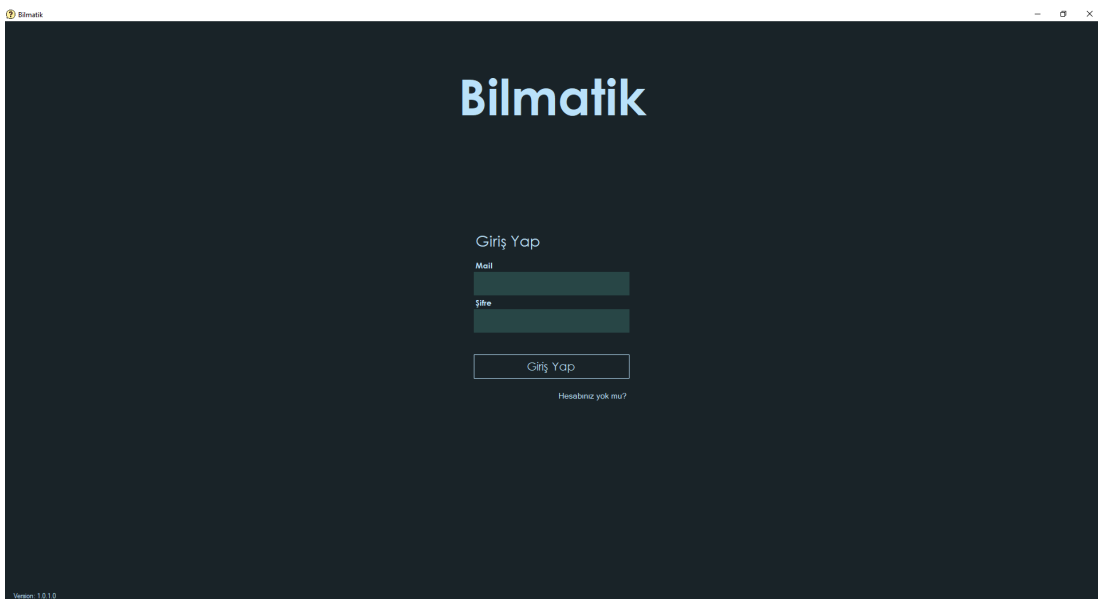 Bilmatik
Bilmatik
Giriş Yap
Mail
Şifre
Giriş Yap
Hesabınız yok mu?
Version: 1.0.1.0